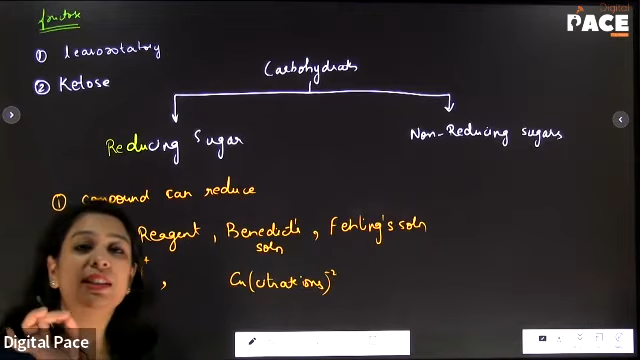 Digital
PACE
fructose
① leavorotatory
② Ketose
Carbohydrates
Reducing Sugar
Non-Reducing sugars
① compound can reduce
Reagent, Benedict's soln, Fehling's soln
+
, Cu(citrations)⁻²
Digital Pace